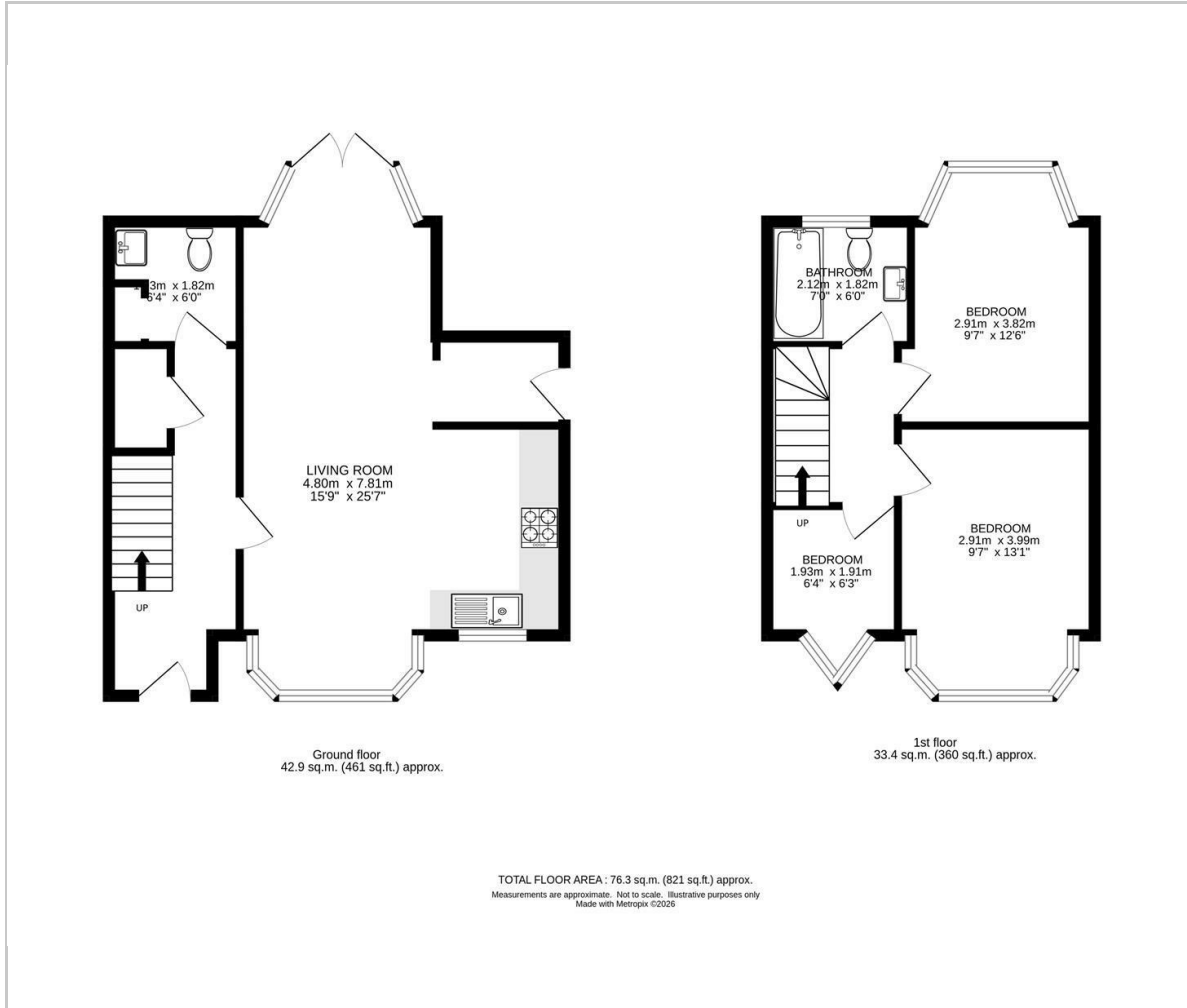 3m x 1.82m
6'4" x 6'0"
LIVING ROOM
4.80m x 7.81m
15'9" x 25'7"
UP
Ground floor
42.9 sq.m. (461 sq.ft.) approx.
BATHROOM
2.12m x 1.82m
7'0" x 6'0"
BEDROOM
2.91m x 3.82m
9'7" x 12'6"
UP
BEDROOM
1.93m x 1.91m
6'4" x 6'3"
BEDROOM
2.91m x 3.99m
9'7" x 13'1"
1st floor
33.4 sq.m. (360 sq.ft.) approx.
TOTAL FLOOR AREA : 76.3 sq.m. (821 sq.ft.) approx.
Measurements are approximate. Not to scale. Illustrative purposes only
Made with Metropix ©2026